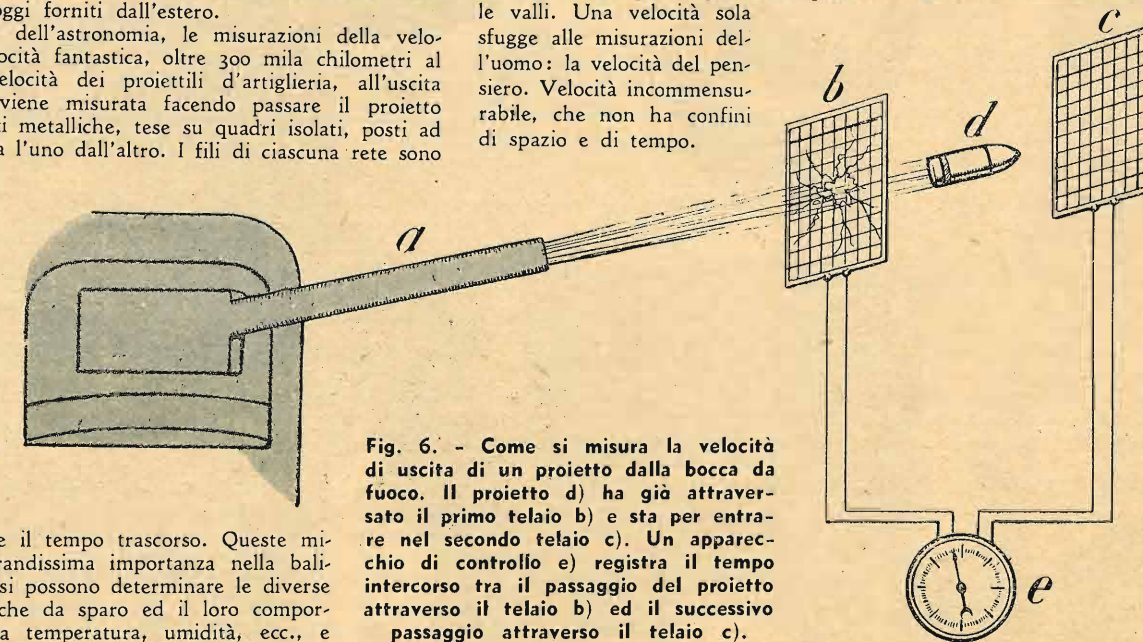 oggi forniti dall'estero.
dell'astronomia, le misurazioni della velo-
ocità fantastica, oltre 300 mila chilometri al
elocità dei proiettili d'artiglieria, all'uscita
viene misurata facendo passare il proietto
ti metalliche, tese su quadri isolati, posti ad
a l'uno dall'altro. I fili di ciascuna rete sono
le valli. Una velocità sola
sfugge alle misurazioni del-
l'uomo: la velocità del pen-
siero. Velocità incommensu-
rabile, che non ha confini
di spazio e di tempo.
a
b
c
d
e
Fig. 6. - Come si misura la velocità
di uscita di un proietto dalla bocca da
fuoco. Il proietto d) ha già attraver-
sato il primo telaio b) e sta per entra-
re nel secondo telaio c). Un apparec-
chio di controllo e) registra il tempo
intercorso tra il passaggio del proietto
attraverso il telaio b) ed il successivo
passaggio attraverso il telaio c).
e il tempo trascorso. Queste mi-
randissima importanza nella bali-
si possono determinare le diverse
che da sparo ed il loro compor-
a temperatura, umidità, ecc., e